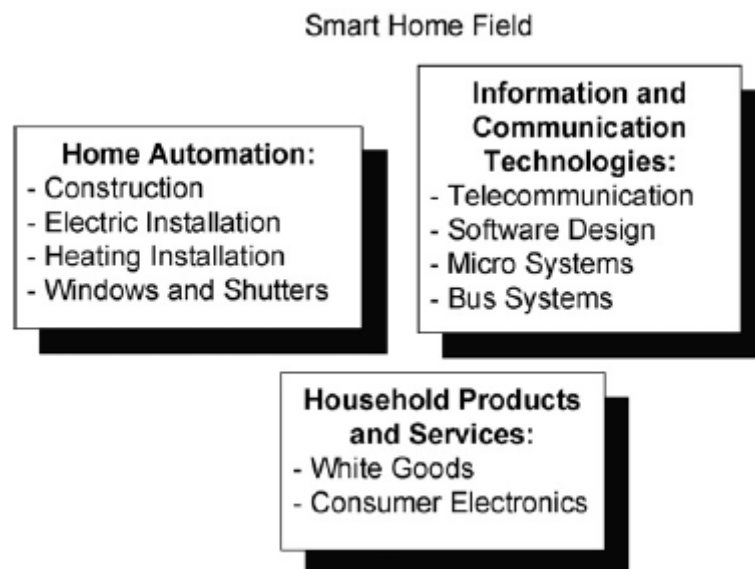 Smart Home Field
Home Automation:
- Construction
- Electric Installation
- Heating Installation
- Windows and Shutters
Information and
Communication
Technologies:
- Telecommunication
- Software Design
- Micro Systems
- Bus Systems
Household Products
and Services:
- White Goods
- Consumer Electronics